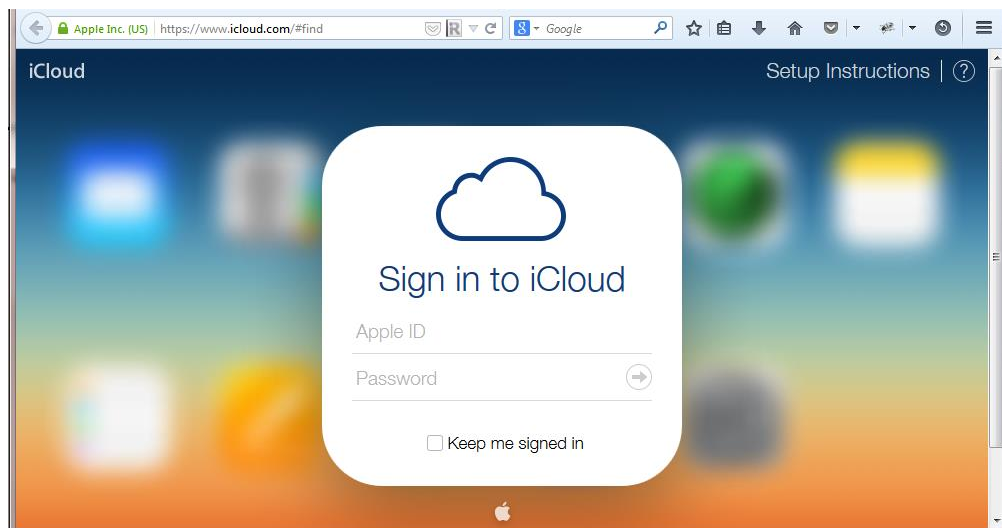 Apple Inc. (US) https://www.icloud.com/#find Google
iCloud Setup Instructions ?
Sign in to iCloud
Apple ID
Password
Keep me signed in